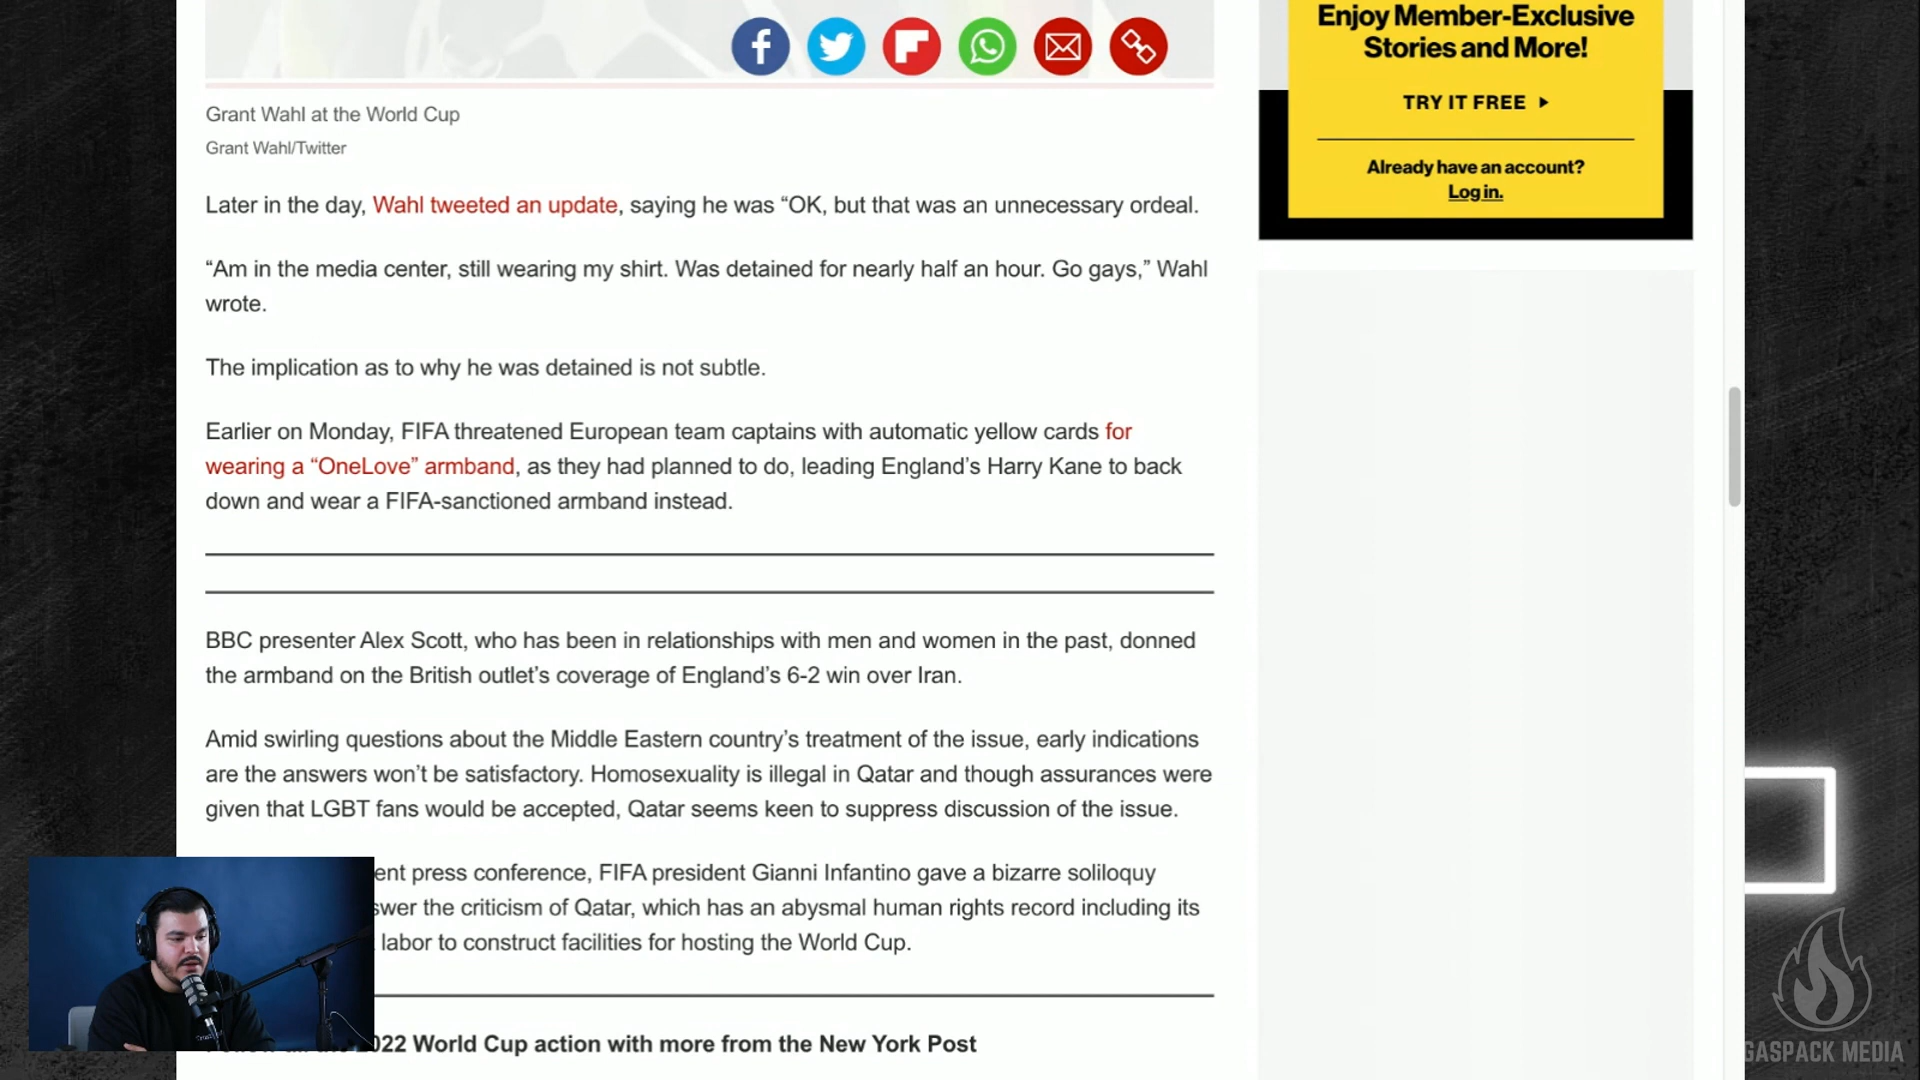 Enjoy Member-Exclusive
Stories and More!
TRY IT FREE
Already have an account?
Log in.
Grant Wahl at the World Cup
Grant Wahl/Twitter
Later in the day, Wahl tweeted an update, saying he was “OK, but that was an unnecessary ordeal.
“Am in the media center, still wearing my shirt. Was detained for nearly half an hour. Go gays,” Wahl
wrote.
The implication as to why he was detained is not subtle.
Earlier on Monday, FIFA threatened European team captains with automatic yellow cards for
wearing a “OneLove” armband, as they had planned to do, leading England’s Harry Kane to back
down and wear a FIFA-sanctioned armband instead.
BBC presenter Alex Scott, who has been in relationships with men and women in the past, donned
the armband on the British outlet’s coverage of England’s 6-2 win over Iran.
Amid swirling questions about the Middle Eastern country’s treatment of the issue, early indications
are the answers won’t be satisfactory. Homosexuality is illegal in Qatar and though assurances were
given that LGBT fans would be accepted, Qatar seems keen to suppress discussion of the issue.
ent press conference, FIFA president Gianni Infantino gave a bizarre soliloquy
swer the criticism of Qatar, which has an abysmal human rights record including its
labor to construct facilities for hosting the World Cup.
022 World Cup action with more from the New York Post
GASPACK MEDIA